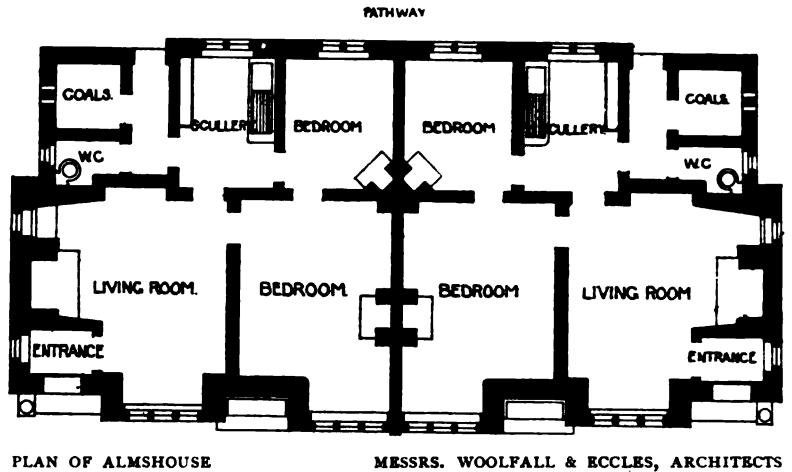 PATHWAY
COALS.
SCULLERY.
BEDROOM
BEDROOM
SCULLERY.
COALS.
W.C
W.C
LIVING ROOM.
BEDROOM.
BEDROOM
LIVING ROOM
ENTRANCE
ENTRANCE
PLAN OF ALMSHOUSE
MESSRS. WOOLFALL & ECCLES, ARCHITECTS